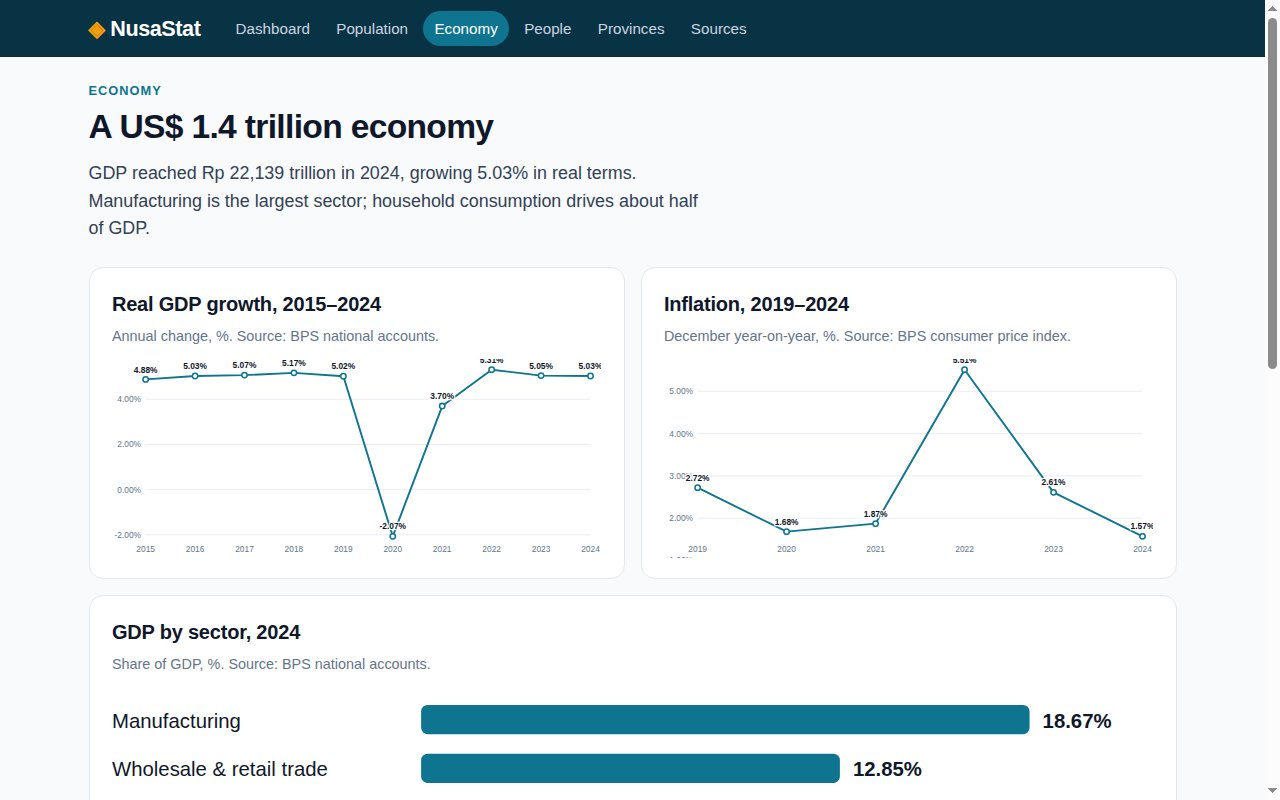 NusaStat
Dashboard
Population
Economy
People
Provinces
Sources
ECONOMY
A US$ 1.4 trillion economy
GDP reached Rp 22,139 trillion in 2024, growing 5.03% in real terms.
Manufacturing is the largest sector; household consumption drives about half
of GDP.
Real GDP growth, 2015–2024
Annual change, %. Source: BPS national accounts.
4.88% 5.03% 5.07% 5.17% 5.02% 5.31% 5.05% 5.03%
4.00%
3.70%
2.00%
0.00%
-2.07%
-2.00%
2015 2016 2017 2018 2019 2020 2021 2022 2023 2024
Inflation, 2019–2024
December year-on-year, %. Source: BPS consumer price index.
5.51%
5.00%
4.00%
3.00%
2.72%
2.61%
2.00%
1.68%
1.87%
1.57%
2019 2020 2021 2022 2023 2024
GDP by sector, 2024
Share of GDP, %. Source: BPS national accounts.
Manufacturing 18.67%
Wholesale & retail trade 12.85%